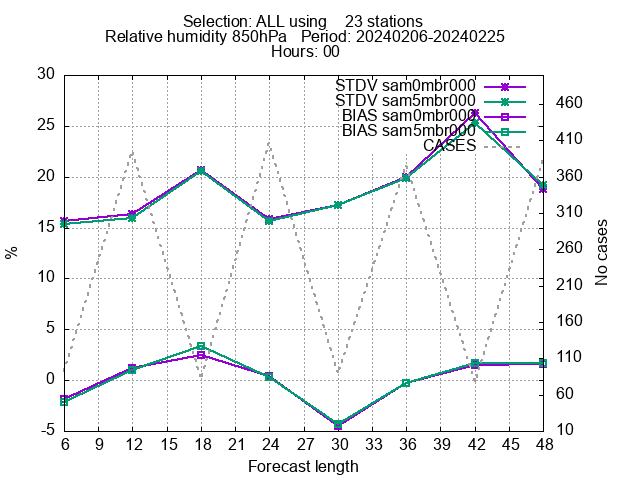 Selection: ALL using    23 stations
Relative humidity 850hPa   Period: 20240206-20240225
Hours: 00
30
25
20
15
10
5
0
-5
%
STDV sam0mbr000
STDV sam5mbr000
BIAS sam0mbr000
BIAS sam5mbr000
CASES
460
410
360
310
260
210
160
110
60
10
No cases
6 9 12 15 18 21 24 27 30 33 36 39 42 45 48
Forecast length